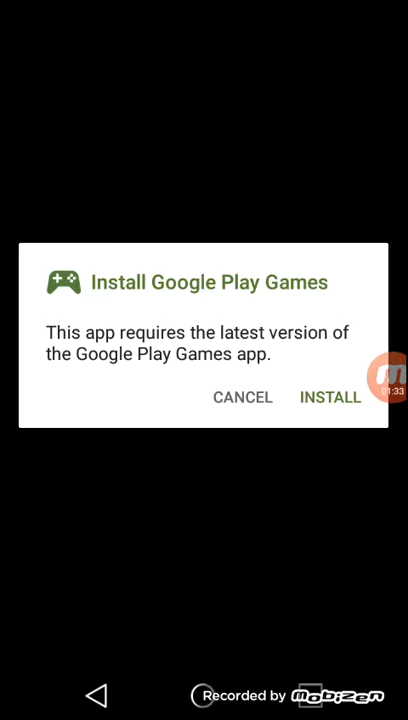 Install Google Play Games
This app requires the latest version of
the Google Play Games app.
CANCEL INSTALL
01:33
Recorded by mobizen